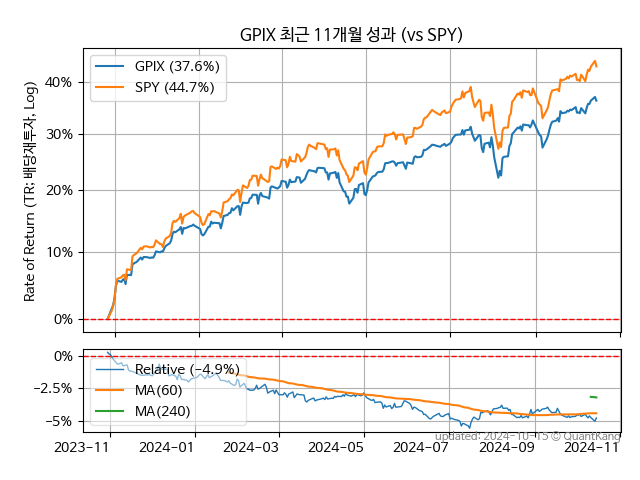 GPIX 최근 11개월 성과 (vs SPY)
GPIX (37.6%)
SPY (44.7%)
40%
30%
20%
10%
0%
Rate of Return (TR: 배당재투자, Log)
Relative (−4.9%)
MA(60)
MA(240)
0%
−2.5%
−5%
updated: 2024-10-15 © QuantKang
2023-11
2024-01
2024-03
2024-05
2024-07
2024-09
2024-11